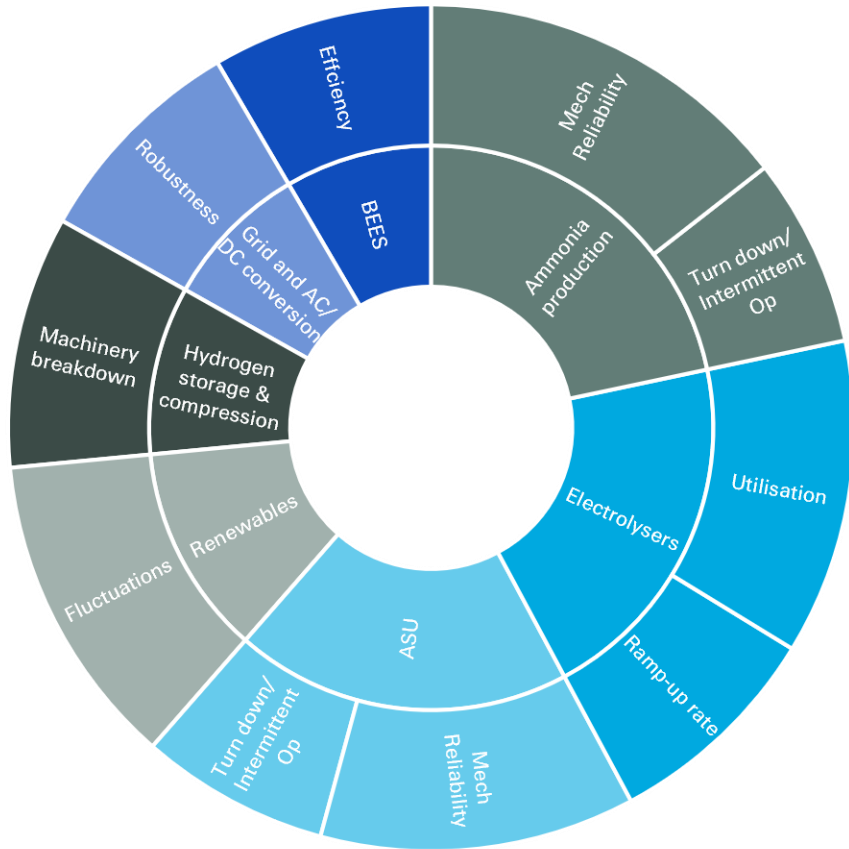 Effciency
BEES
Mech
Reliability
Ammonia
production
Turn down/
Intermittent
Op
Utilisation
Electrolysers
Ramp-up rate
Mech
Reliability
ASU
Turn down/
Intermittent
Op
Renewables
Fluctuations
Hydrogen
storage &
compression
Machinery
breakdown
Grid and AC/
DC conversion
Robustness